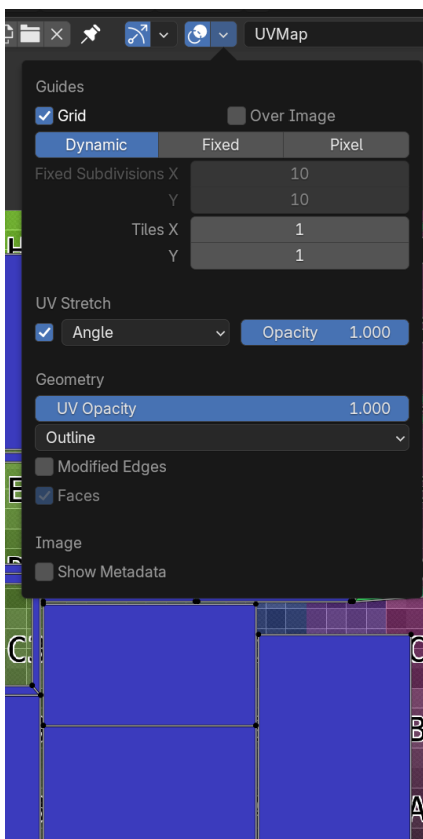 UVMap
Guides
Grid Over Image
Dynamic Fixed Pixel
Fixed Subdivisions X 10
Y 10
Tiles X 1
Y 1
UV Stretch
Angle Opacity 1.000
Geometry
UV Opacity 1.000
Outline
Modified Edges
Faces
Image
Show Metadata
E
C
B
A